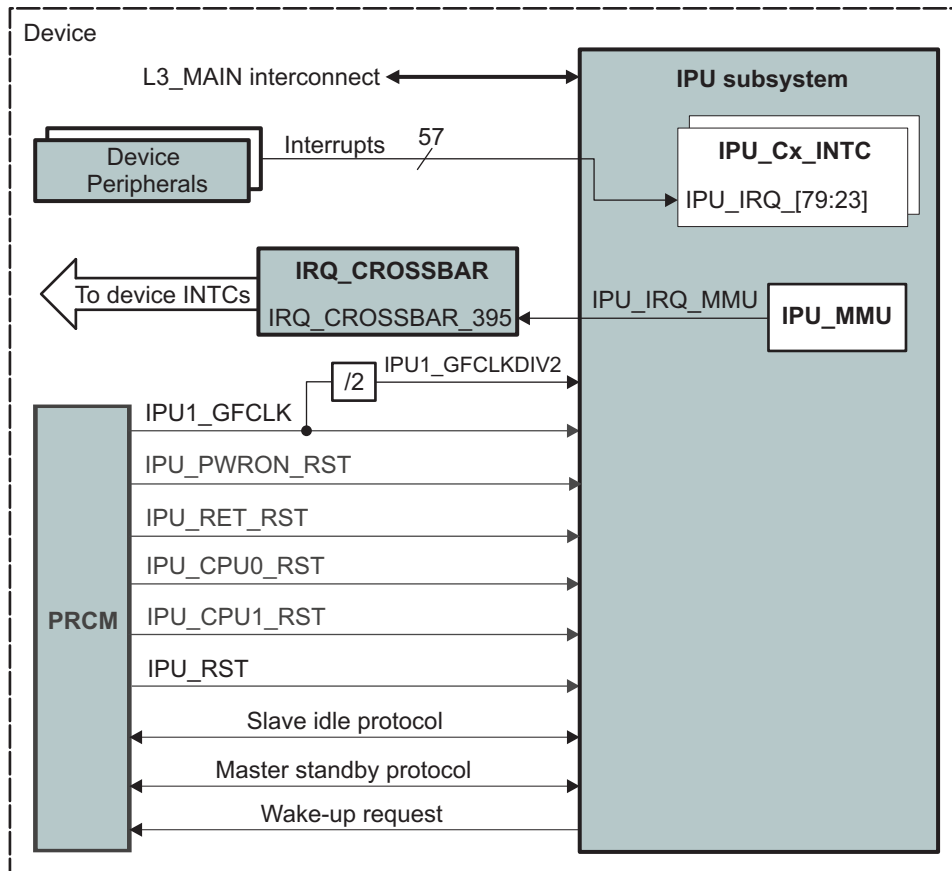 Device
L3_MAIN interconnect
IPU subsystem
Device
Peripherals
Interrupts
57
IPU_Cx_INTC
IPU_IRQ_[79:23]
To device INTCs
IRQ_CROSSBAR
IRQ_CROSSBAR_395
IPU_IRQ_MMU
IPU_MMU
/2
IPU1_GFCLKDIV2
IPU1_GFCLK
IPU_PWRON_RST
IPU_RET_RST
IPU_CPU0_RST
IPU_CPU1_RST
PRCM
IPU_RST
Slave idle protocol
Master standby protocol
Wake-up request